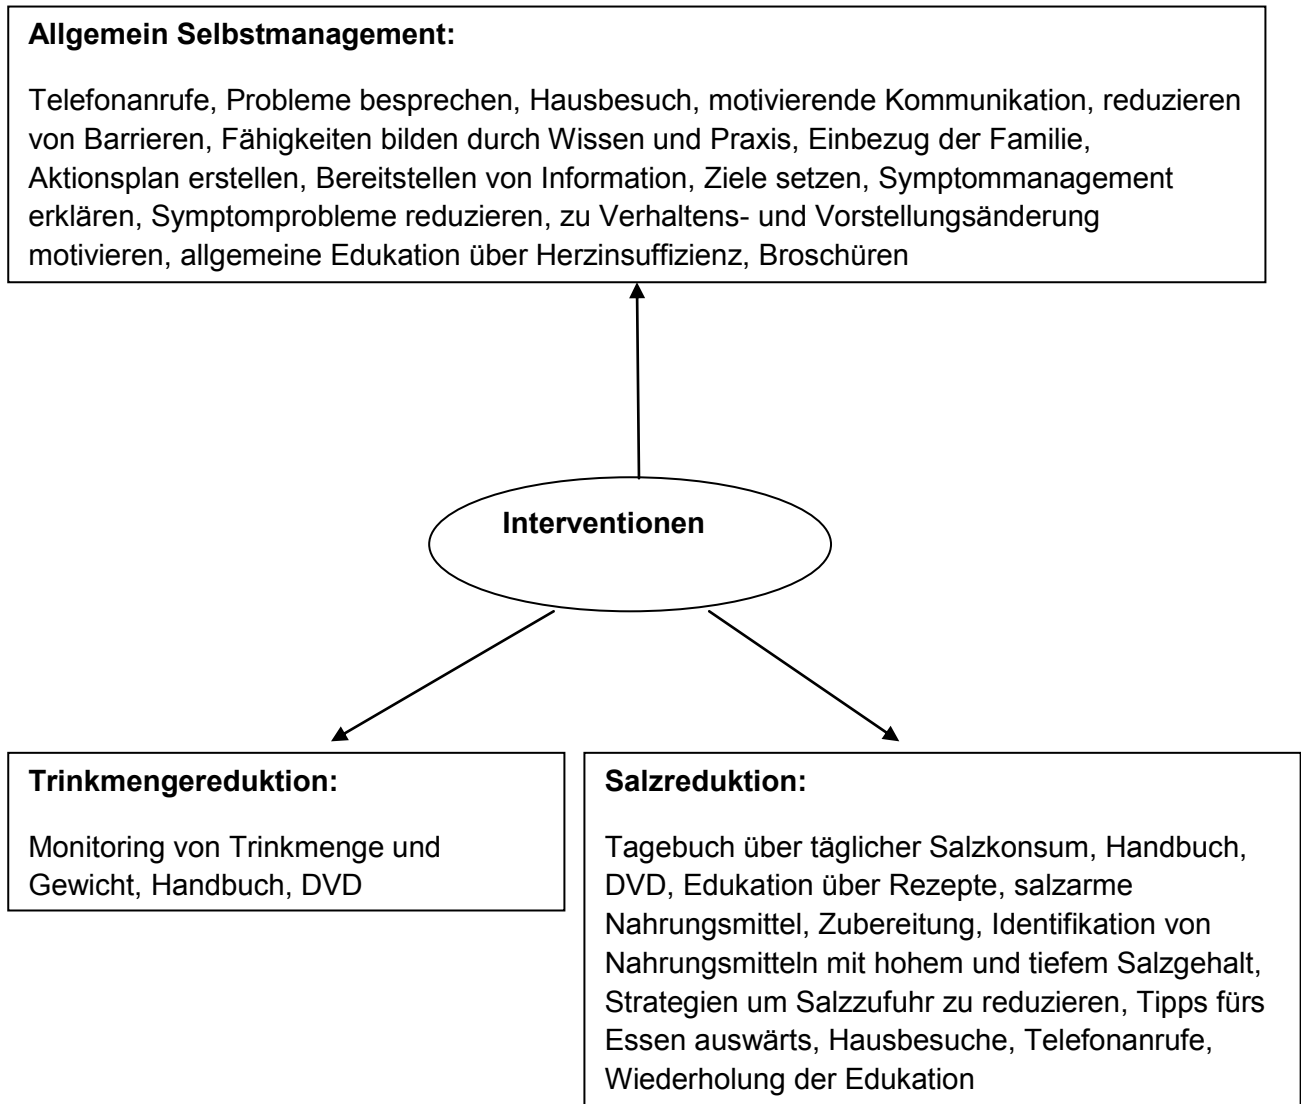 Allgemein Selbstmanagement:
Telefonanrufe, Probleme besprechen, Hausbesuch, motivierende Kommunikation, reduzieren
von Barrieren, Fähigkeiten bilden durch Wissen und Praxis, Einbezug der Familie,
Aktionsplan erstellen, Bereitstellen von Information, Ziele setzen, Symptommanagement
erklären, Symptomprobleme reduzieren, zu Verhaltens- und Vorstellungsänderung
motivieren, allgemeine Edukation über Herzinsuffizienz, Broschüren
Interventionen
Trinkmengereduktion:
Monitoring von Trinkmenge und
Gewicht, Handbuch, DVD
Salzreduktion:
Tagebuch über täglicher Salzkonsum, Handbuch,
DVD, Edukation über Rezepte, salzarme
Nahrungsmittel, Zubereitung, Identifikation von
Nahrungsmitteln mit hohem und tiefem Salzgehalt,
Strategien um Salzzufuhr zu reduzieren, Tipps fürs
Essen auswärts, Hausbesuche, Telefonanrufe,
Wiederholung der Edukation